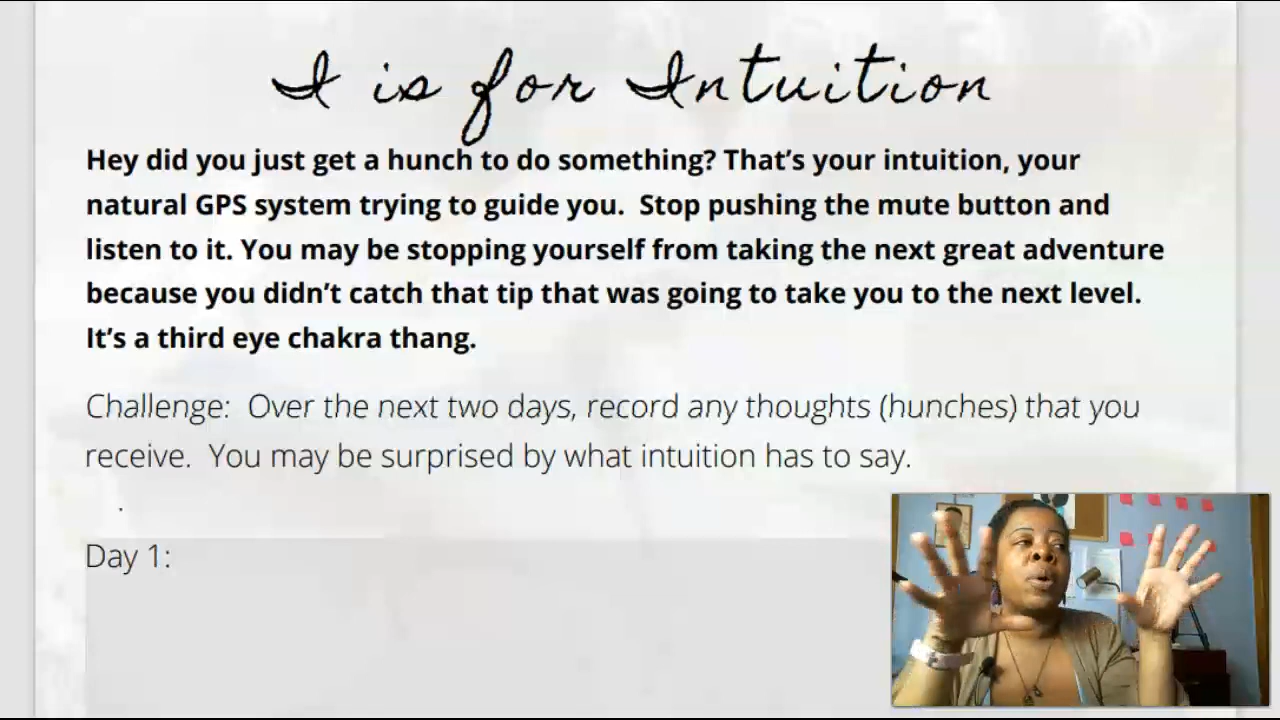 I is for Intuition
Hey did you just get a hunch to do something? That’s your intuition, your
natural GPS system trying to guide you.  Stop pushing the mute button and
listen to it. You may be stopping yourself from taking the next great adventure
because you didn’t catch that tip that was going to take you to the next level.
It’s a third eye chakra thang.
Challenge:  Over the next two days, record any thoughts (hunches) that you
receive.  You may be surprised by what intuition has to say.
.
Day 1: